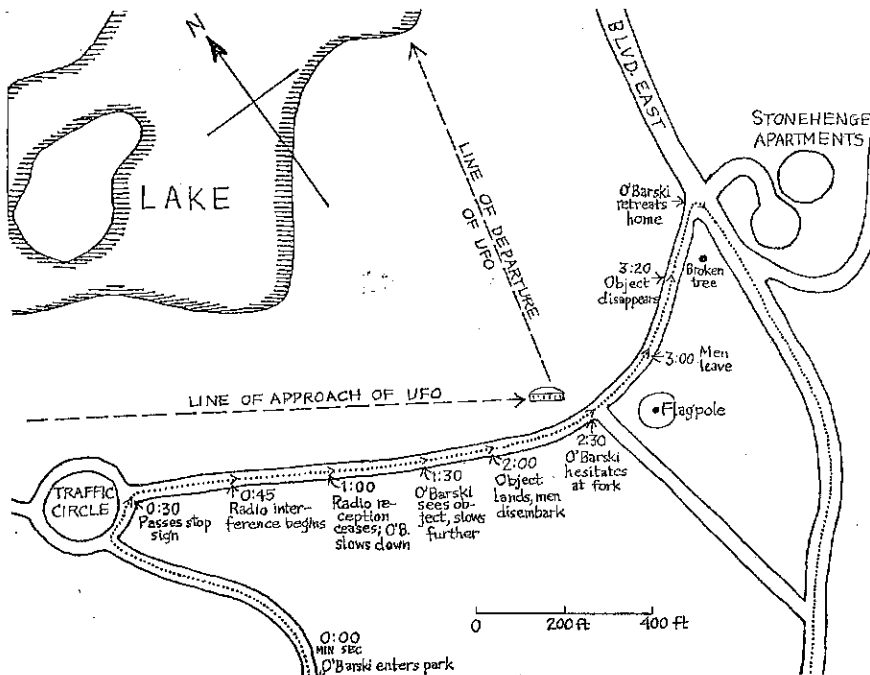 N
BLVD. EAST
STONEHENGE
APARTMENTS
LAKE
LINE OF DEPARTURE
OF UFO
O'Barski
retreats
home
3:20
Object
disappears
Broken
tree
3:00 Men
leave
LINE OF APPROACH OF UFO
Flagpole
TRAFFIC
CIRCLE
0:30
Passes stop
sign
0:45
Radio inter-
ference begins
1:00
Radio re-
ception
ceases; O'B.
slows down
1:30
O'Barski
sees ob-
ject, slows
further
2:00
Object
lands, men
disembark
2:30
O'Barski
hesitates
at fork
0 200 ft 400 ft
0:00
MIN SEC
O'Barski enters park